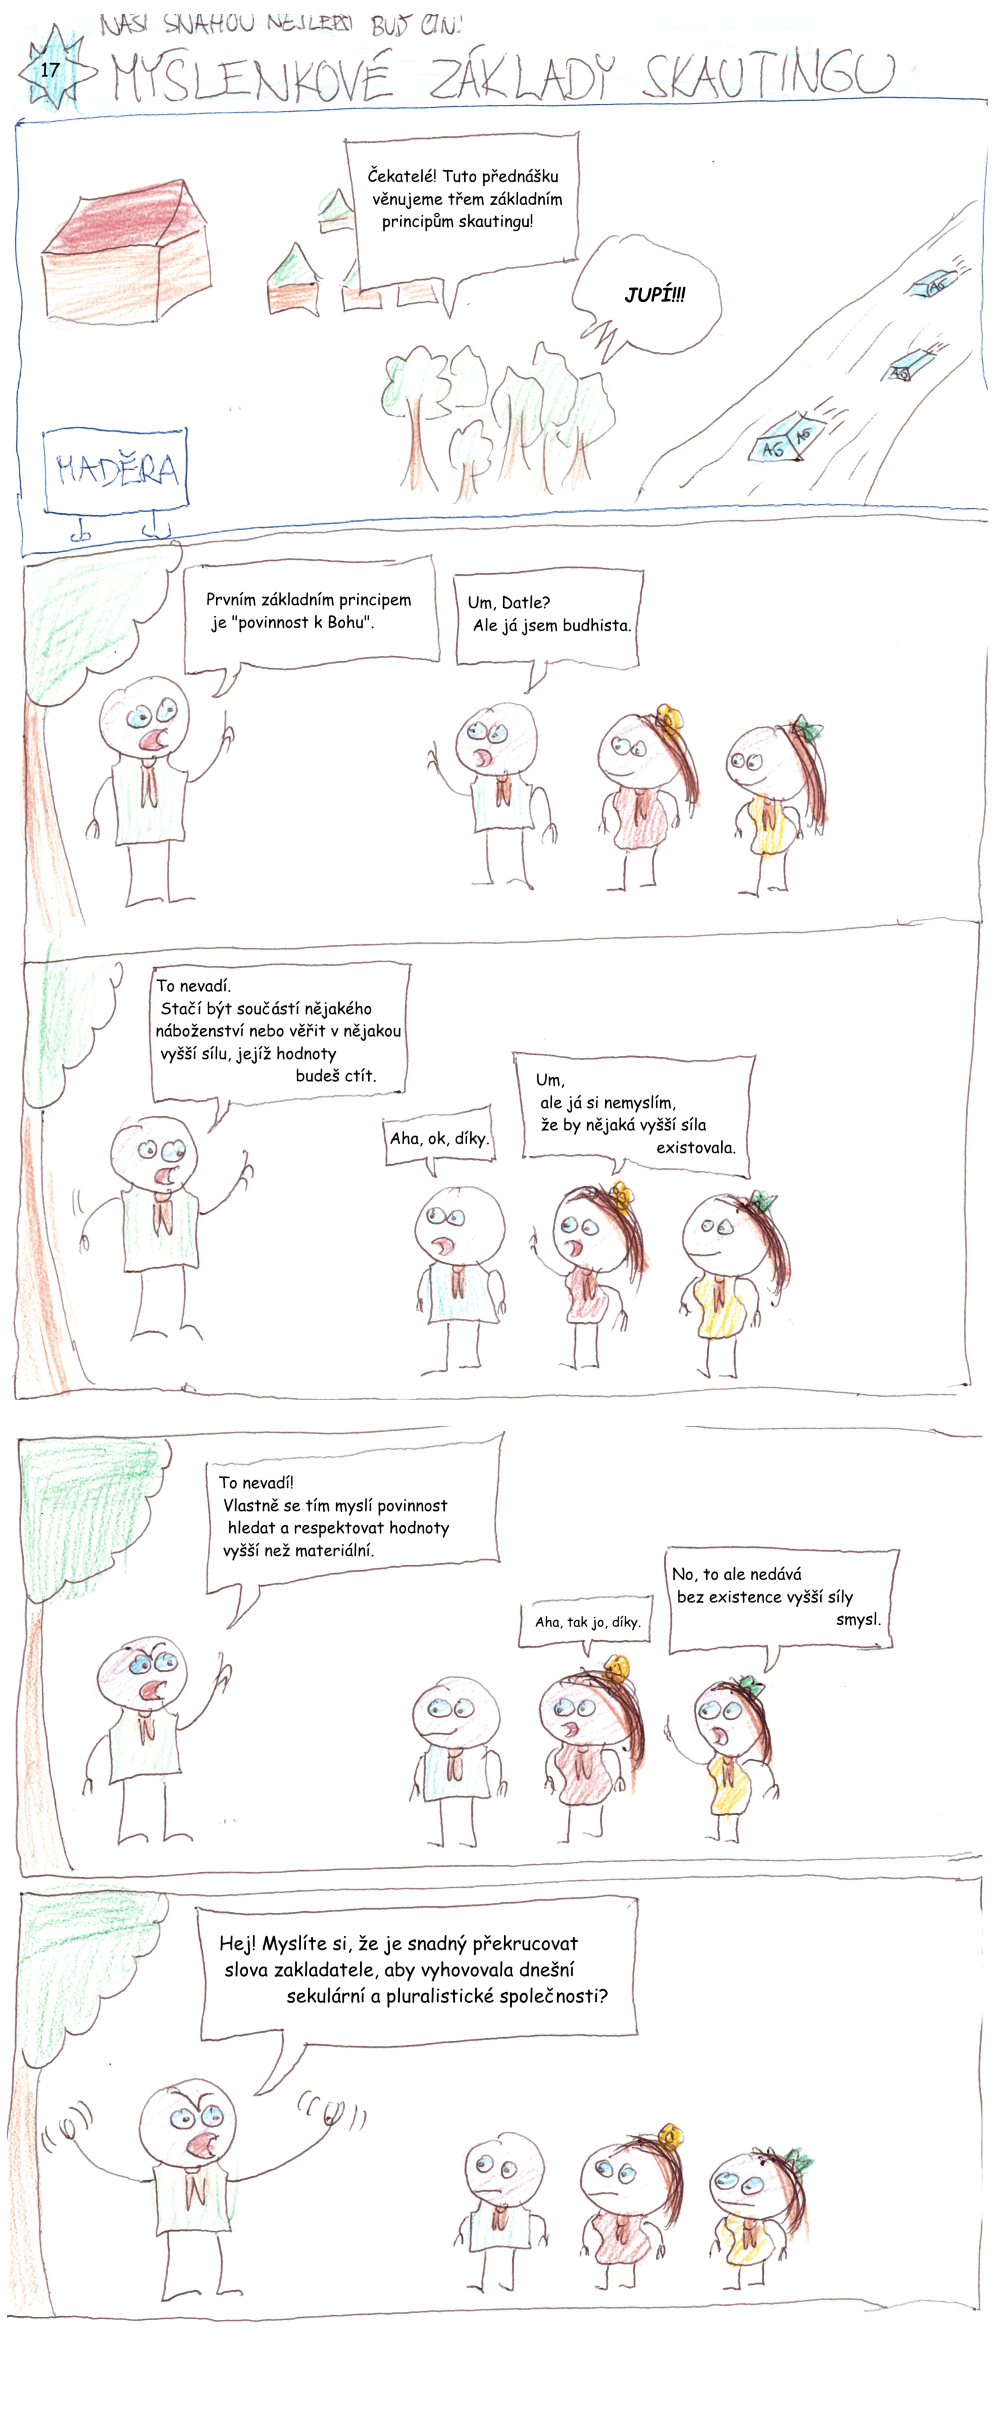 NAŠÍ SNAHOU NEJLEPŠÍ BUĎ ČIN!
17
MYŠLENKOVÉ ZÁKLADY SKAUTINGU
Čekatelé! Tuto přednášku
věnujeme třem základním
principům skautingu!
JUPÍ!!!
AG
AG
AG
AG
MADĚRA
Prvním základním principem
je "povinnost k Bohu".
Um, Datle?
Ale já jsem budhista.
To nevadí.
Stačí být součástí nějakého
náboženství nebo věřit v nějakou
vyšší sílu, jejíž hodnoty
budeš ctít.
Aha, ok, díky.
Um,
ale já si nemyslím,
že by nějaká vyšší síla
existovala.
To nevadí!
Vlastně se tím myslí povinnost
hledat a respektovat hodnoty
vyšší než materiální.
Aha, tak jo, díky.
No, to ale nedává
bez existence vyšší síly
smysl.
Hej! Myslíte si, že je snadný překrucovat
slova zakladatele, aby vyhovovala dnešní
sekulární a pluralistické společnosti?